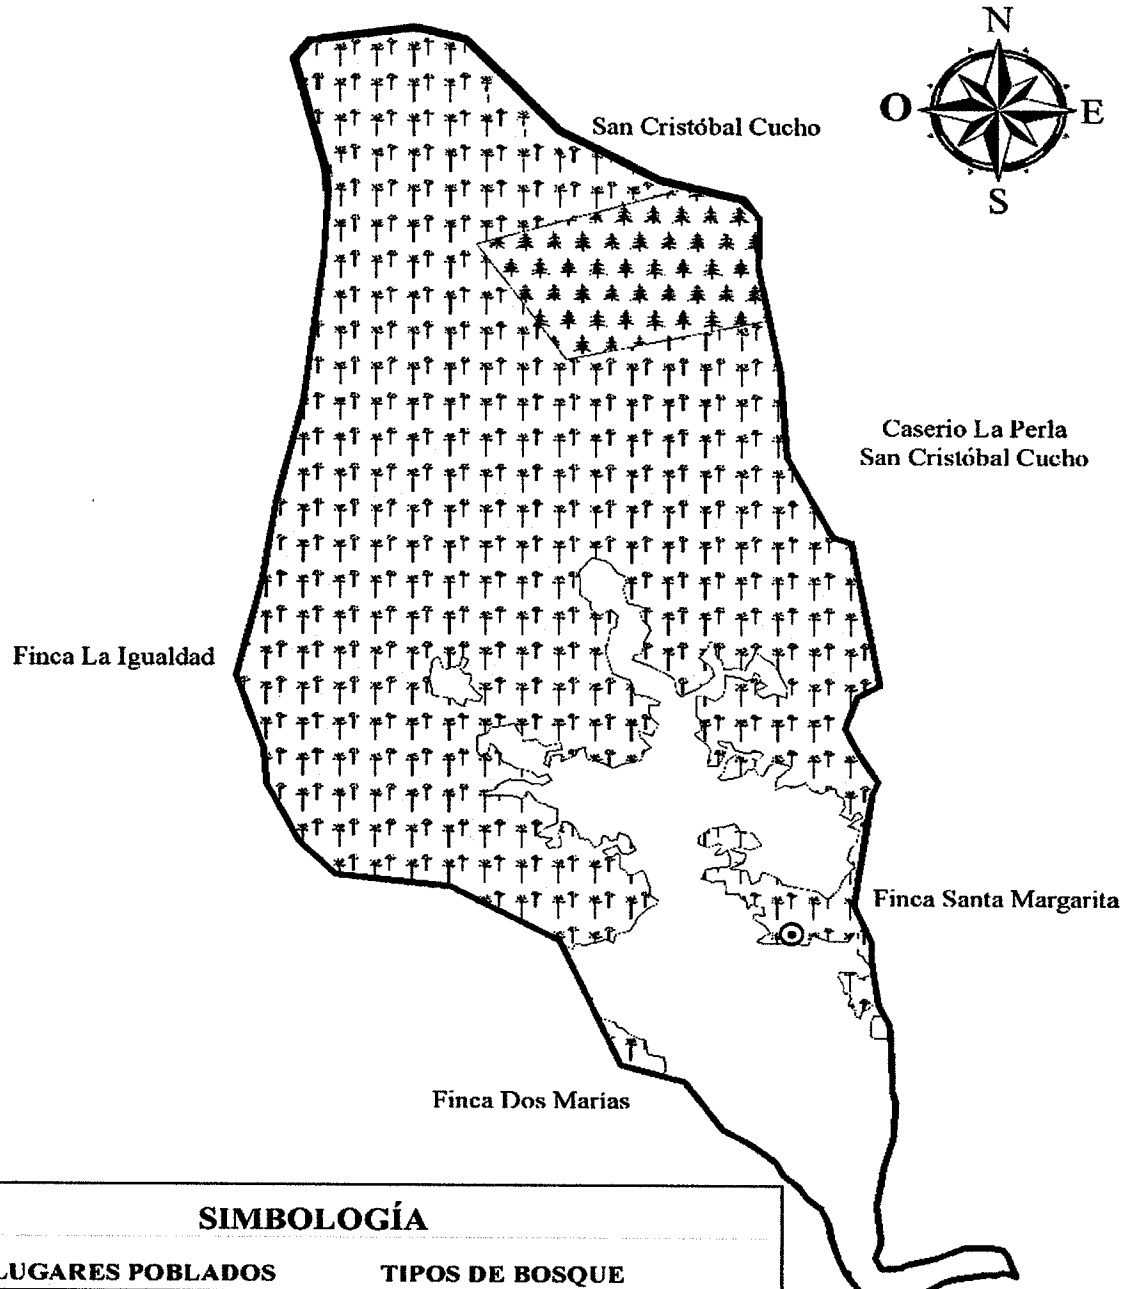 N
San Cristóbal Cucho
O
E
S
Caserio La Perla
San Cristóbal Cucho
Finca La Igualdad
Finca Santa Margarita
Finca Dos Marías
SIMBOLOGÍA
LUGARES POBLADOS
TIPOS DE BOSQUE